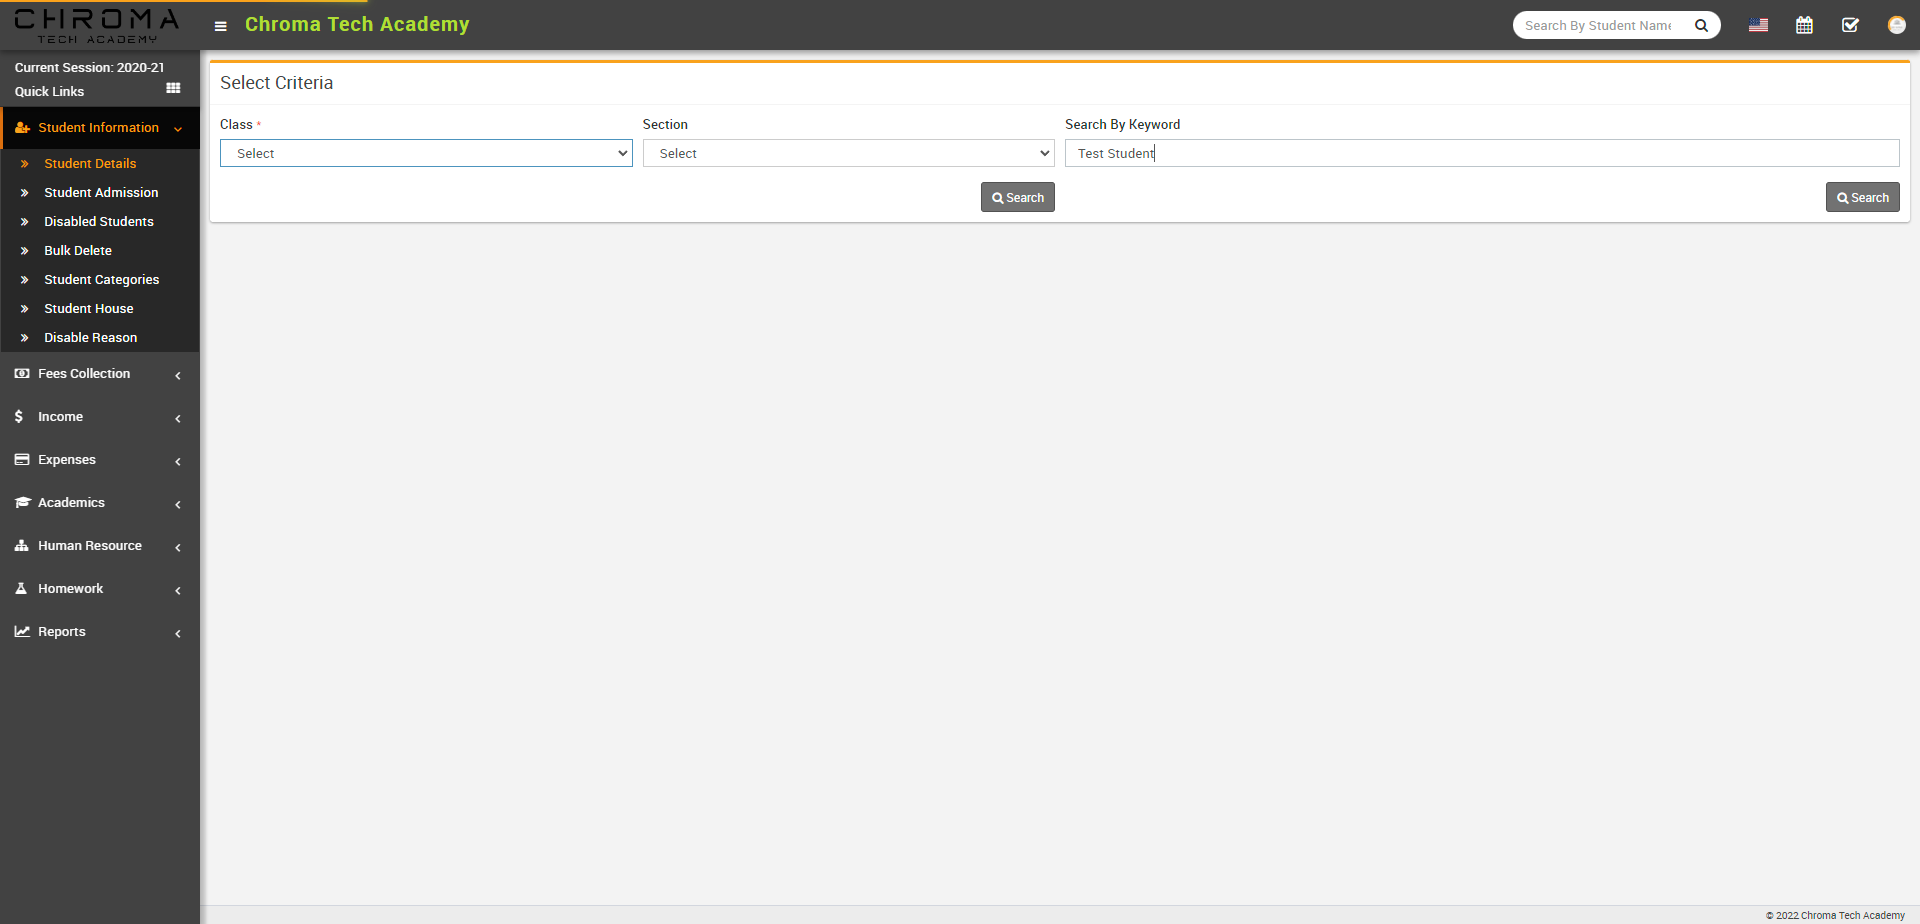 CHROMA
TECH ACADEMY
Chroma Tech Academy
Search By Student Name
Current Session: 2020-21
Quick Links
Student Information
Student Details
Student Admission
Disabled Students
Bulk Delete
Student Categories
Student House
Disable Reason
Fees Collection
Income
Expenses
Academics
Human Resource
Homework
Reports
Select Criteria
Class *
Section
Search By Keyword
Select
Select
Test Student
Search
Search
© 2022 Chroma Tech Academy